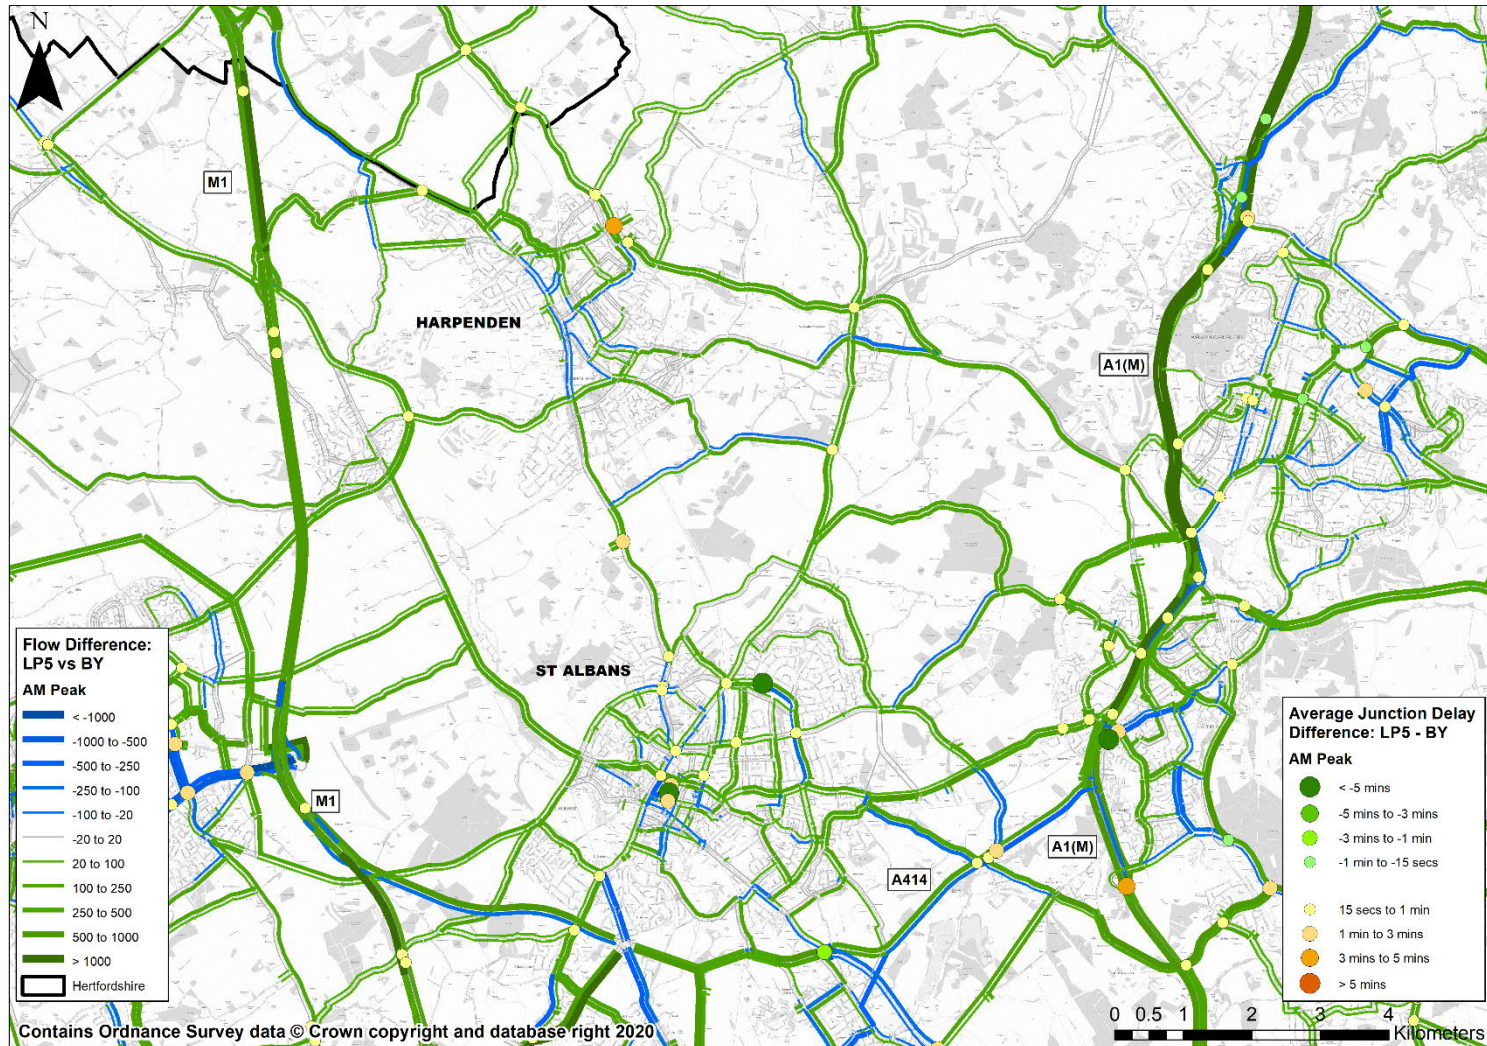 N
M1
HARPENDEN
A1(M)
ST ALBANS
M1
A414
A1(M)
Flow Difference:
LP5 vs BY
AM Peak
< -1000
-1000 to -500
-500 to -250
-250 to -100
-100 to -20
-20 to 20
20 to 100
100 to 250
250 to 500
500 to 1000
> 1000
Hertfordshire
Average Junction Delay
Difference: LP5 - BY
AM Peak
< -5 mins
-5 mins to -3 mins
-3 mins to -1 min
-1 min to -15 secs
15 secs to 1 min
1 min to 3 mins
3 mins to 5 mins
> 5 mins
0 0.5 1 2 3 4
Kilometers
Contains Ordnance Survey data © Crown copyright and database right 2020